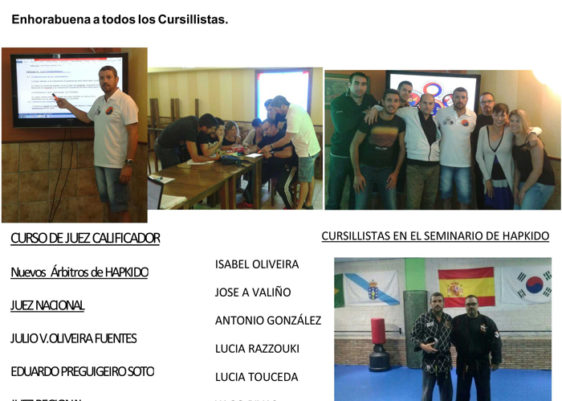 Enhorabuena a todos los Cursillistas.
CURSO DE JUEZ CALIFICADOR
Nuevos Árbitros de HAPKIDO
JUEZ NACIONAL
JULIO V.OLIVEIRA FUENTES
EDUARDO PREGUIGEIRO SOTO
CURSILLISTAS EN EL SEMINARIO DE HAPKIDO
ISABEL OLIVEIRA
JOSE A VALIÑO
ANTONIO GONZÁLEZ
LUCIA RAZZOUKI
LUCIA TOUCEDA